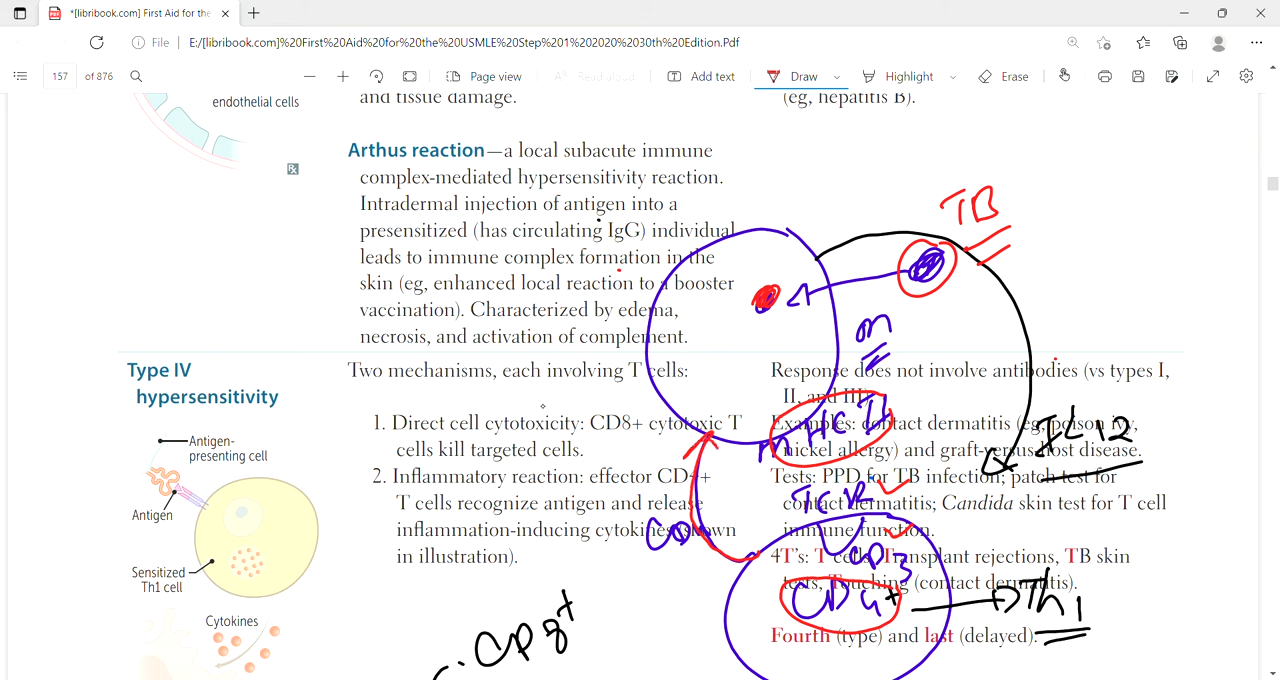 *[libribook.com] First Aid for the
File
E:/[libribook.com]%20First%20Aid%20for%20the%20USMLE%20Step%201%202020%2030th%20Edition.Pdf
157 of 876
Page view
Read aloud
Add text
Draw
Highlight
Erase
endothelial cells
and tissue damage.
(eg, hepatitis B).
Arthus reaction—a local subacute immune
complex-mediated hypersensitivity reaction.
Intradermal injection of antigen into a
presensitized (has circulating IgG) individual
leads to immune complex formation in the
skin (eg, enhanced local reaction to a booster
vaccination). Characterized by edema,
necrosis, and activation of complement.
Rx
TB
m
Type IV
hypersensitivity
Antigen-
presenting cell
Antigen
Sensitized
Th1 cell
Cytokines
Two mechanisms, each involving T cells:
1. Direct cell cytotoxicity: CD8+ cytotoxic T
cells kill targeted cells.
2. Inflammatory reaction: effector CD4+
T cells recognize antigen and release
inflammation-inducing cytokines (shown
in illustration).
Response does not involve antibodies (vs types I,
II, and III).
Examples: contact dermatitis (eg, poison ivy,
nickel allergy) and graft-versus-host disease.
Tests: PPD for TB infection; patch test for
contact dermatitis; Candida skin test for T cell
immune function.
4T's: T cells, Transplant rejections, TB skin
tests, Touching (contact dermatitis).
Fourth (type) and last (delayed).
MHC II
IL12
TCR
CD
CD3
CD4+
Th1
CD8+